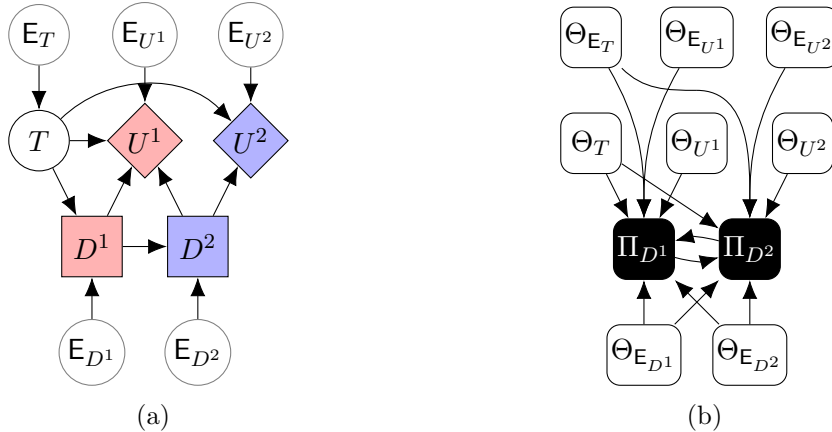 E_T E_{U^1} E_{U^2}
T U^1 U^2
D^1 D^2
E_{D^1} E_{D^2}
(a)
Θ_{E_T} Θ_{E_{U^1}} Θ_{E_{U^2}}
Θ_T Θ_{U^1} Θ_{U^2}
Π_{D^1} Π_{D^2}
Θ_{E_{D^1}} Θ_{E_{D^2}}
(b)